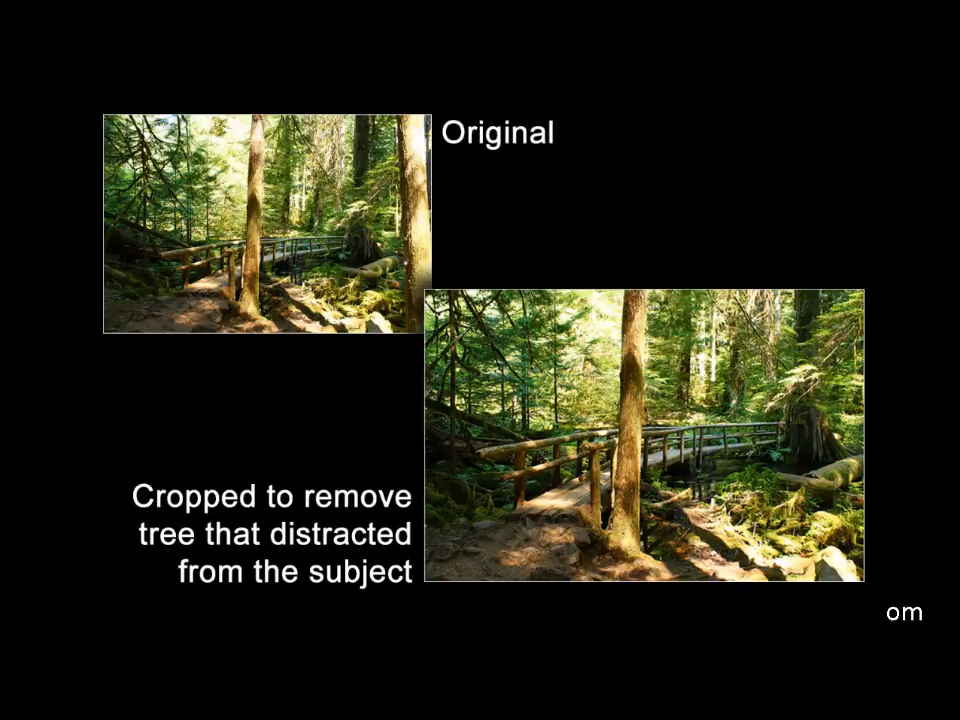 Original
Cropped to remove
tree that distracted
from the subject
om